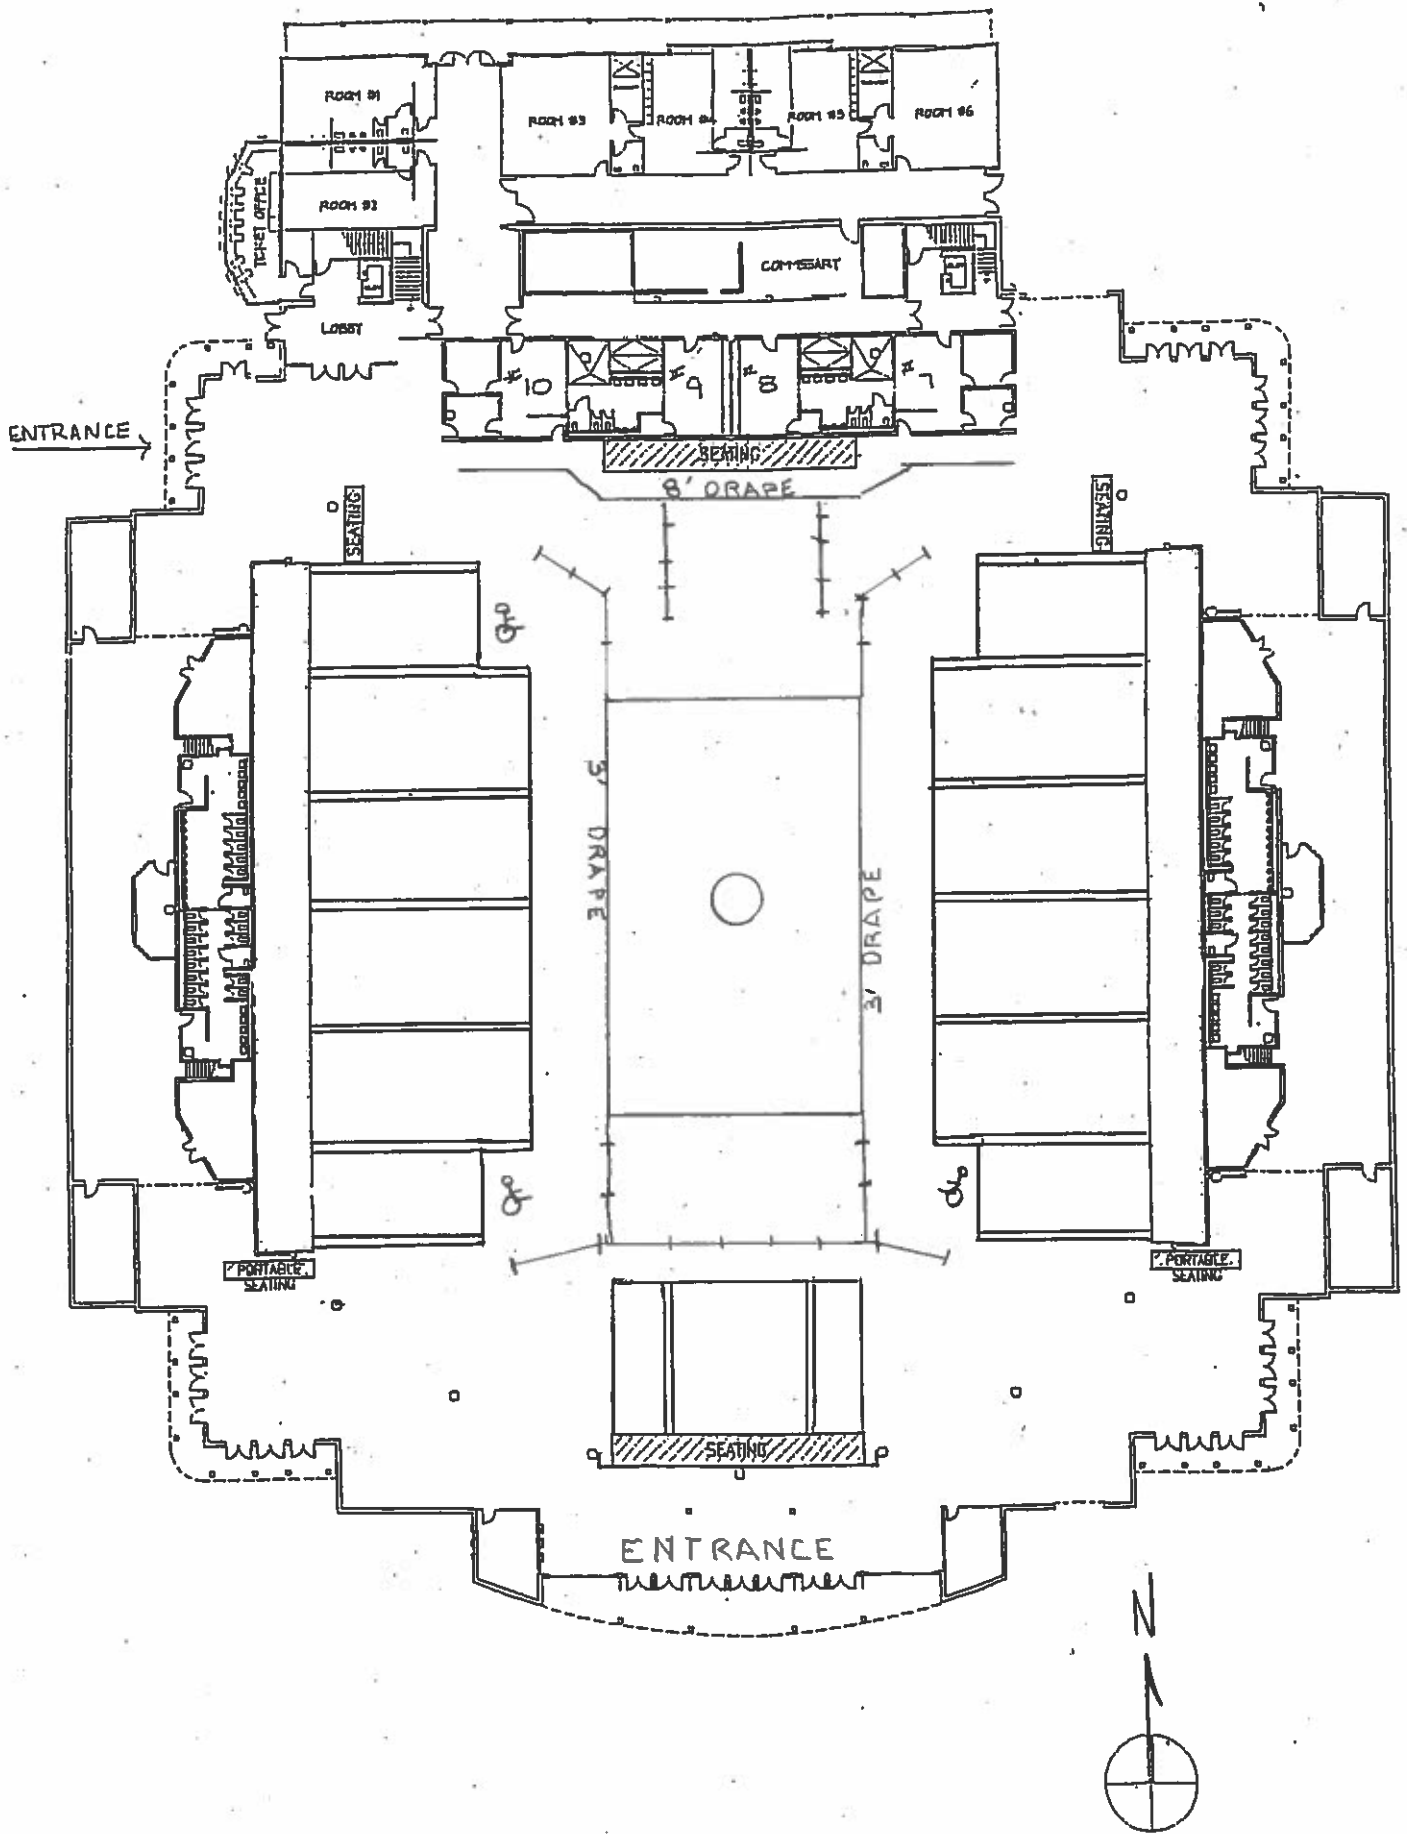 ROOM #1
ROOM #3
ROOM #4
ROOM #5
ROOM #6
TICKET OFFICE
ROOM #2
COMMISSART
LOBBY
# 10
# 9
# 8
# 7
ENTRANCE
SEATING
8' DRAPE
SEATING
SEATING
3' DRAPE
3' DRAPE
PORTABLE
SEATING
PORTABLE
SEATING
SEATING
ENTRANCE
N